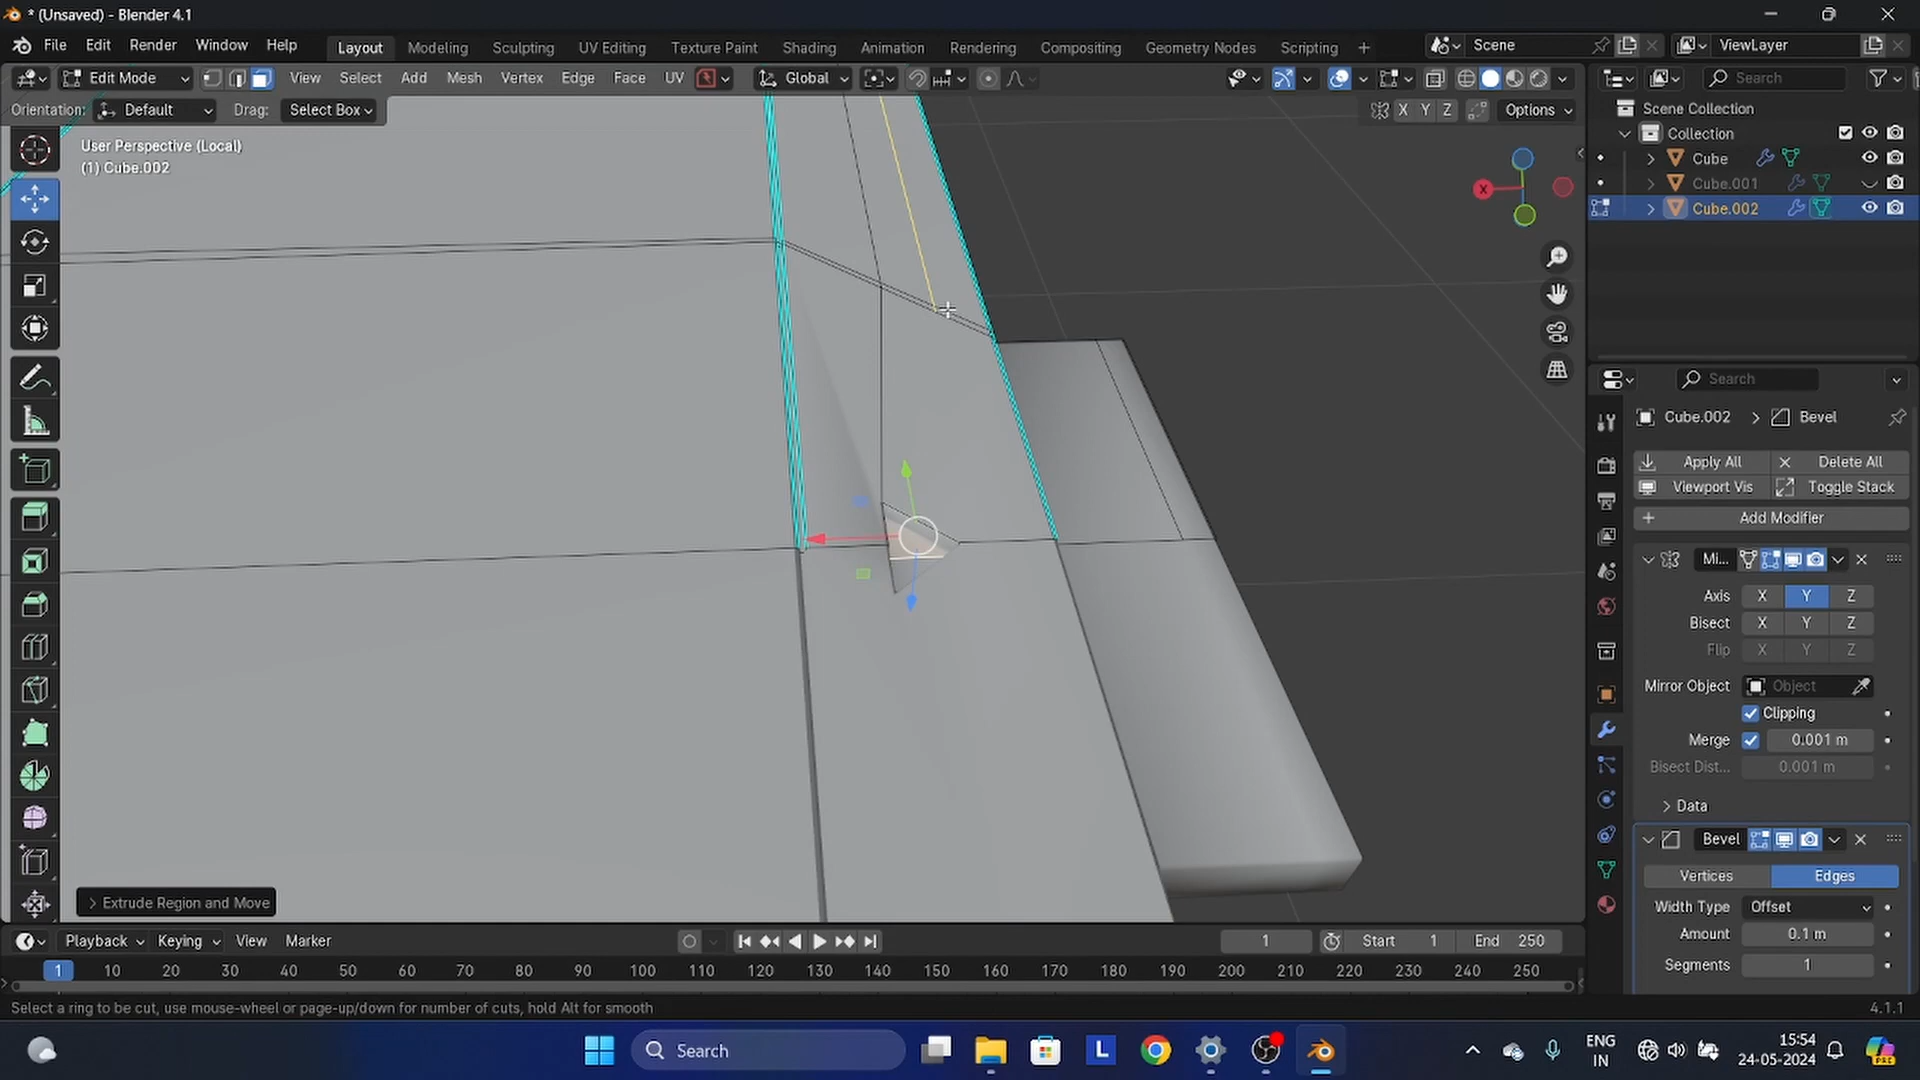 * (Unsaved) - Blender 4.1
File Edit Render Window Help Layout Modeling Sculpting UV Editing Texture Paint Shading Animation Rendering Compositing Geometry Nodes Scripting + Scene ViewLayer
Edit Mode View Select Add Mesh Vertex Edge Face UV Global Search
Orientation: Default Drag: Select Box X Y Z Options
Scene Collection
Collection
Cube
Cube.001
Cube.002
User Perspective (Local)
(1) Cube.002
X
Search
Cube.002 > Bevel
Apply All Delete All
Viewport Vis Toggle Stack
Add Modifier
Mi...
Axis X Y Z
Bisect X Y Z
Flip X Y Z
Mirror Object Object
Clipping
Merge 0.001 m
Bisect Dist... 0.001 m
Data
Bevel
Vertices Edges
Width Type Offset
Amount 0.1 m
Segments 1
Extrude Region and Move
Playback Keying View Marker 1 Start 1 End 250
1 10 20 30 40 50 60 70 80 90 100 110 120 130 140 150 160 170 180 190 200 210 220 230 240 250
Select a ring to be cut, use mouse-wheel or page-up/down for number of cuts, hold Alt for smooth 4.1.1
Search L ENG IN 15:54 24-05-2024 PRE